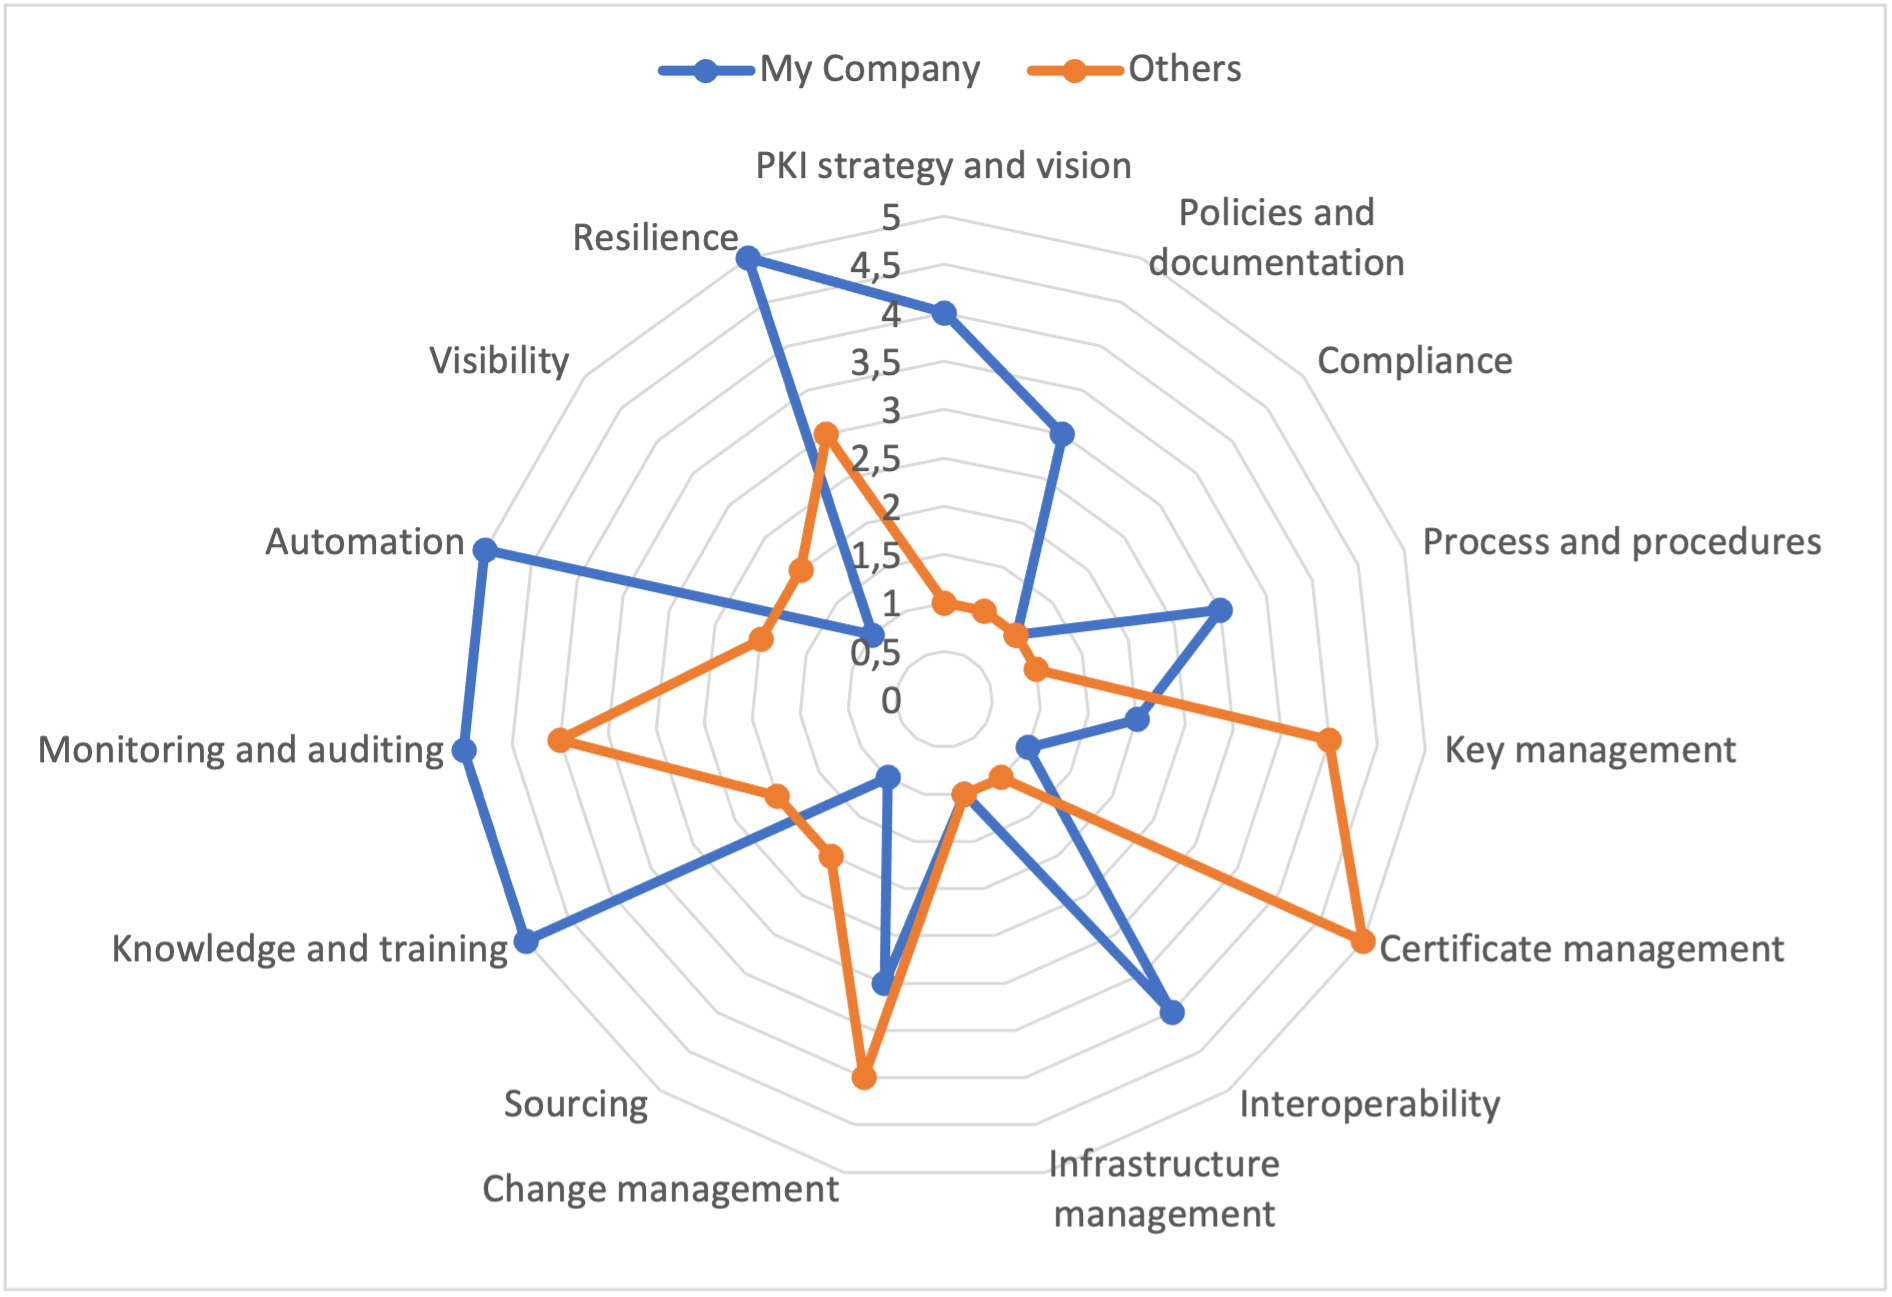 My Company
Others
PKI strategy and vision
Policies and
documentation
Compliance
Process and procedures
Key management
Certificate management
Interoperability
Infrastructure
management
Change management
Sourcing
Knowledge and training
Monitoring and auditing
Automation
Visibility
Resilience
5
4,5
4
3,5
3
2,5
2
1,5
1
0,5
0